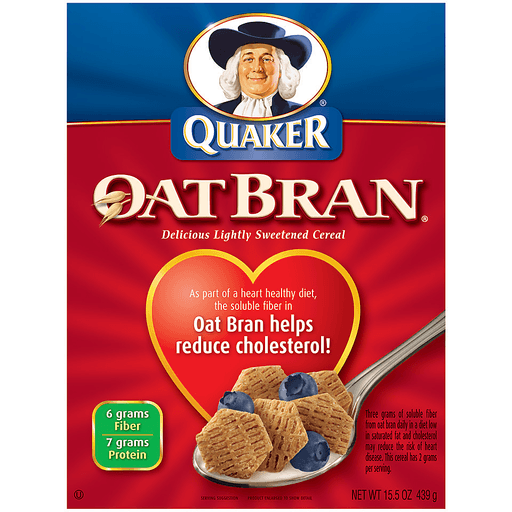 QUAKER®
OAT BRAN®
Delicious Lightly Sweetened Cereal
As part of a heart healthy diet,
the soluble fiber in
Oat Bran helps
reduce cholesterol!
6 grams
Fiber
7 grams
Protein
Three grams of soluble fiber
from oat bran daily in a diet low
in saturated fat and cholesterol
may reduce the risk of heart
disease. This cereal has 2 grams
per serving.
SERVING SUGGESTION
NET WT 15.5 OZ 439 g